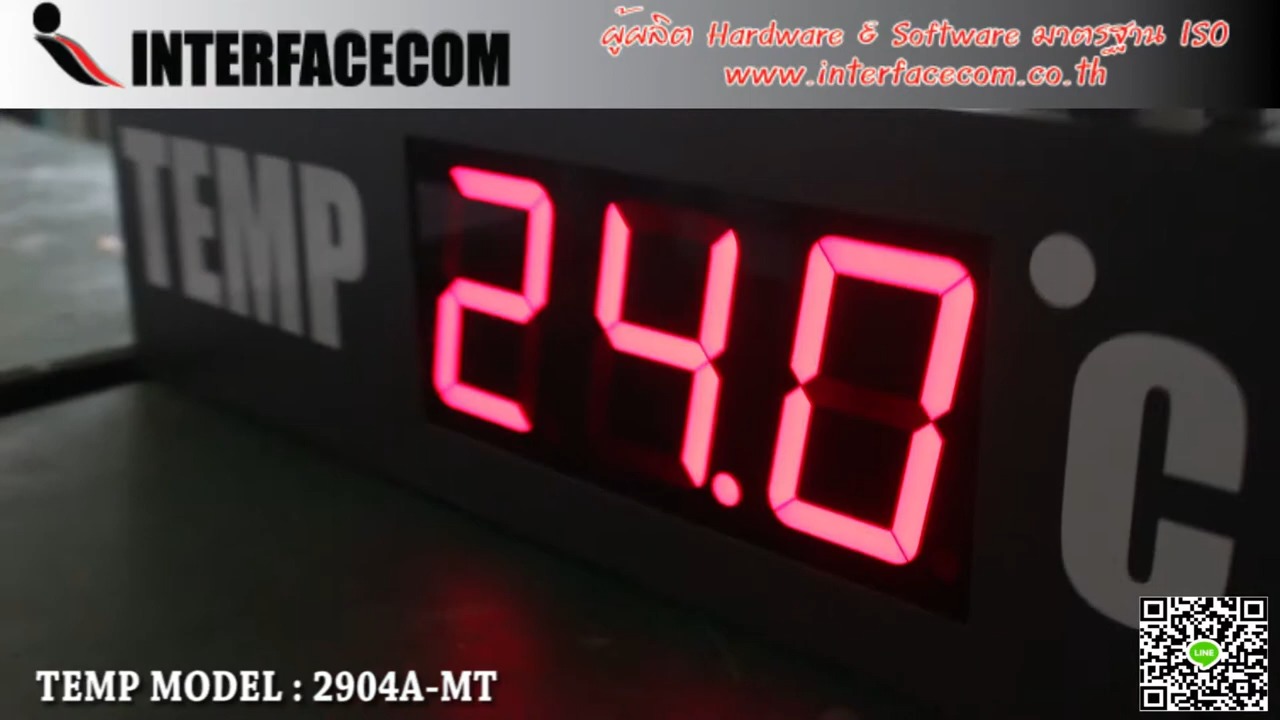 INTERFACECOM
ผู้ผลิต Hardware & Software มาตรฐาน ISO
www.interfacecom.co.th
TEMP 24.0 °C
TEMP MODEL : 2904A-MT
LINE